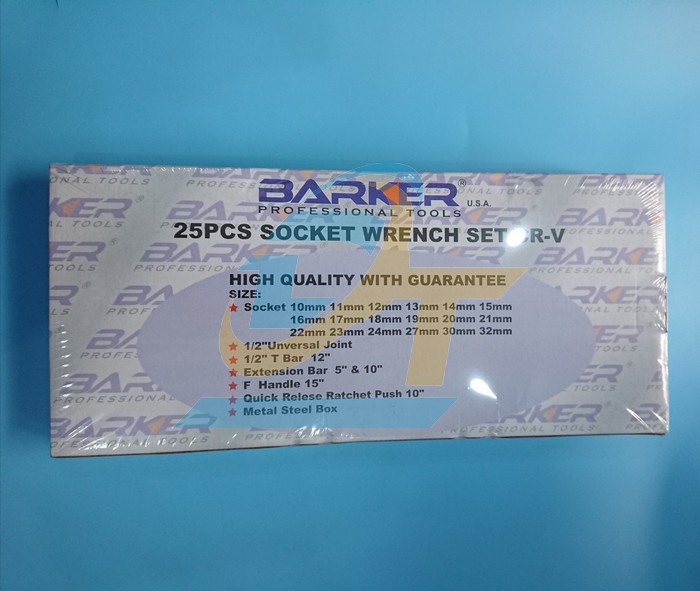 BARKER®
U.S.A.
PROFESSIONAL TOOLS
25PCS SOCKET WRENCH SET CR-V
HIGH QUALITY WITH GUARANTEE
SIZE:
★ Socket 10mm 11mm 12mm 13mm 14mm 15mm
16mm 17mm 18mm 19mm 20mm 21mm
22mm 23mm 24mm 27mm 30mm 32mm
★ 1/2"Unversal Joint
★ 1/2" T Bar 12"
★ Extension Bar 5" & 10"
★ F Handle 15"
★ Quick Relese Ratchet Push 10"
★ Metal Steel Box